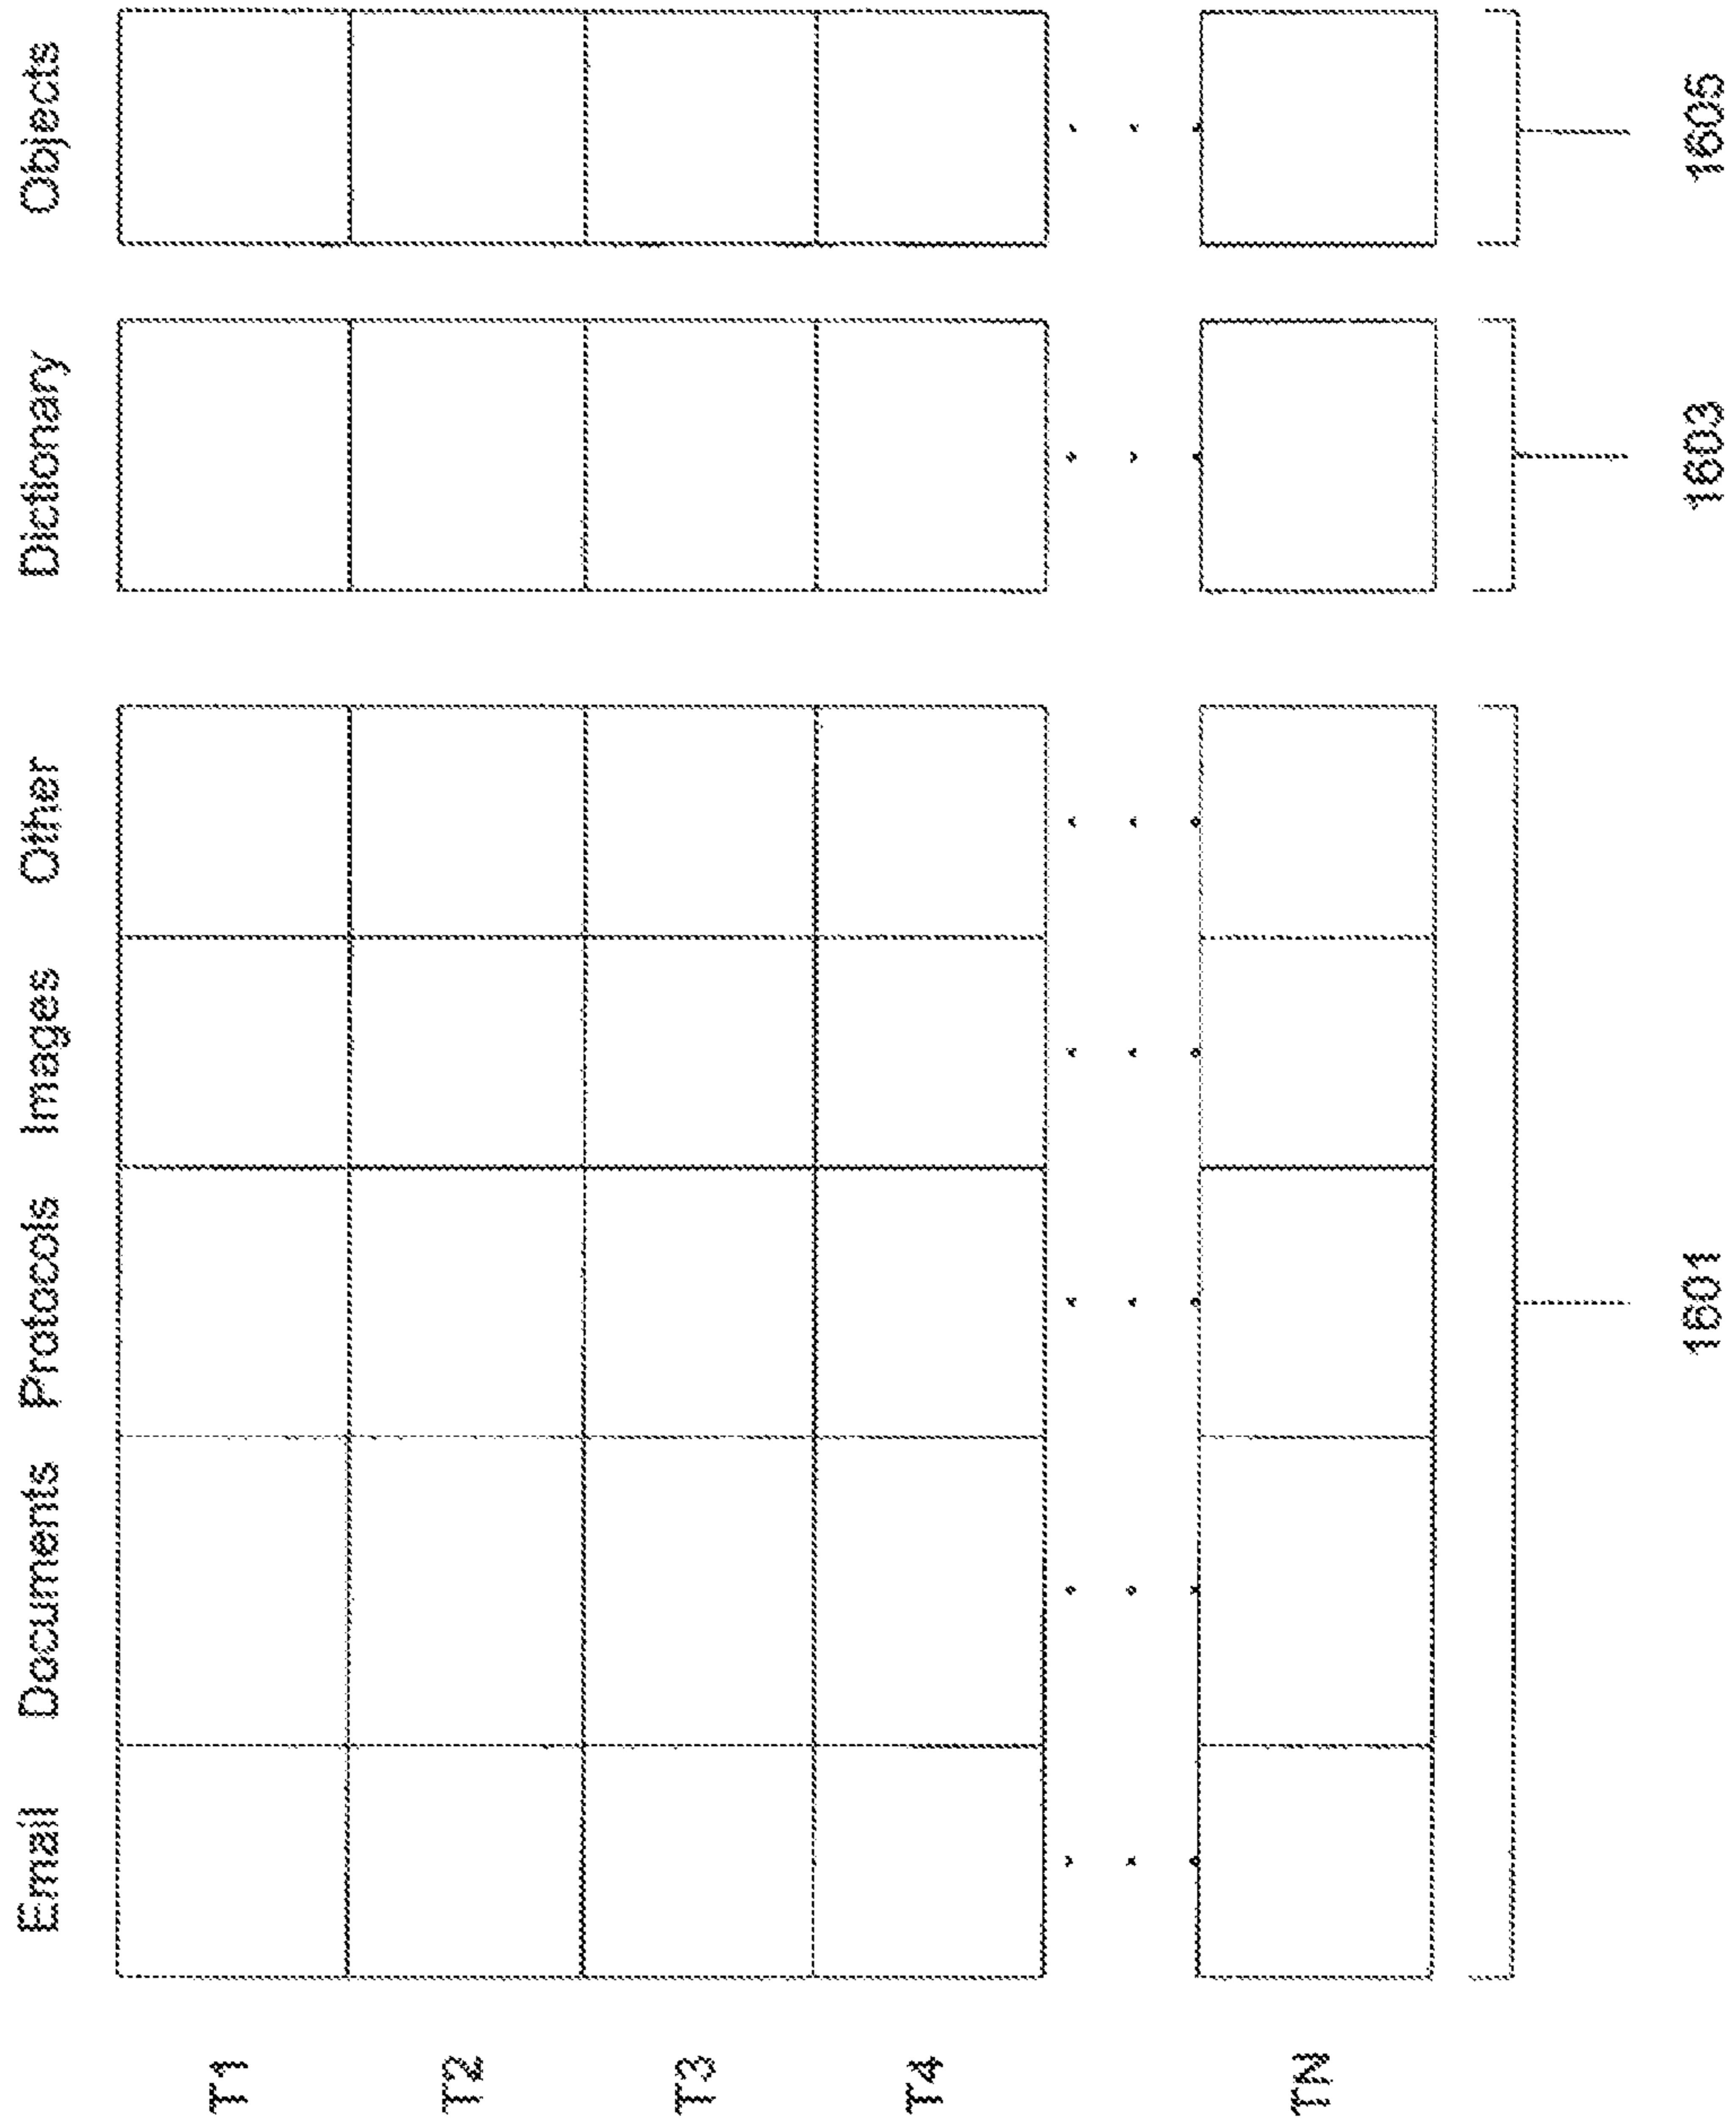 Email Documents Protocols Images Other Dictionary Objects
T1
T2
T3
T4
TN
1601 1603 1605